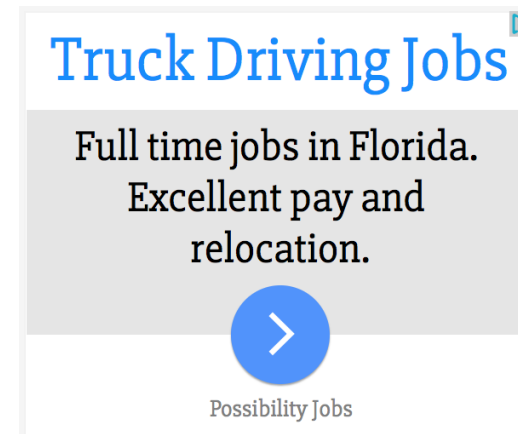 Truck Driving Jobs
Full time jobs in Florida.
Excellent pay and
relocation.
Possibility Jobs